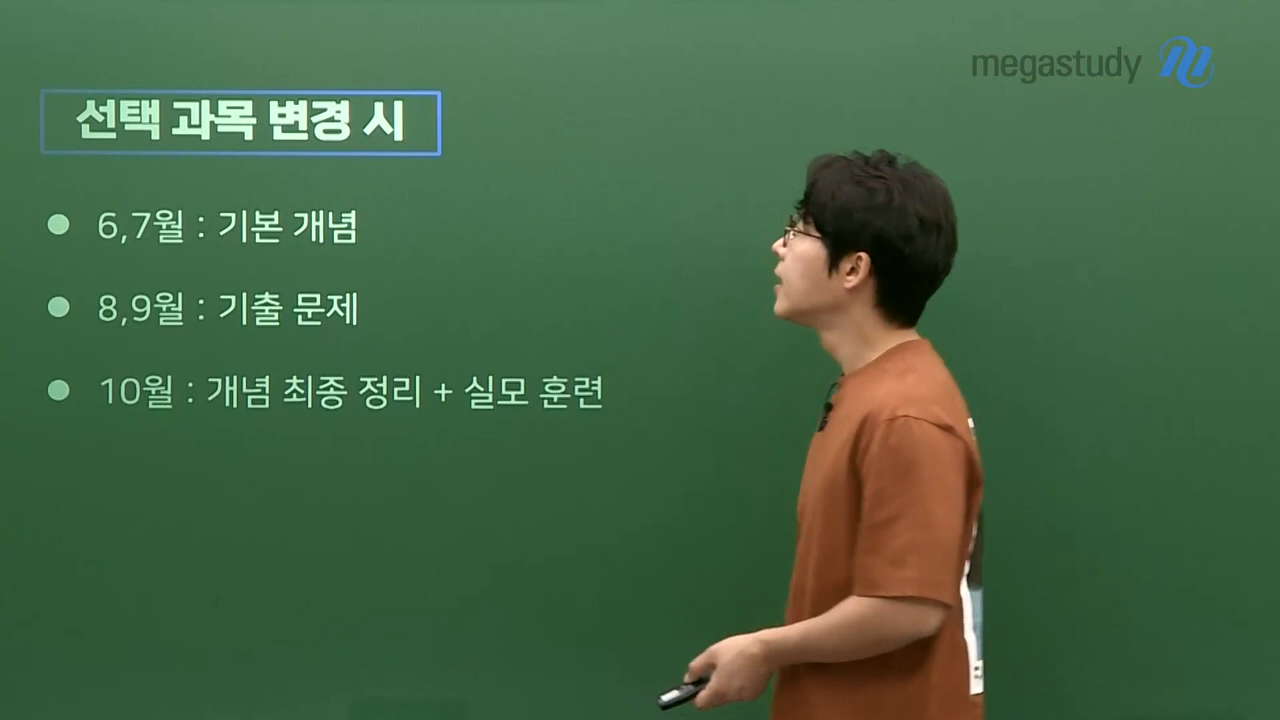 megastudy
선택 과목 변경 시
6,7월 : 기본 개념
8,9월 : 기출 문제
10월 : 개념 최종 정리 + 실모 훈련